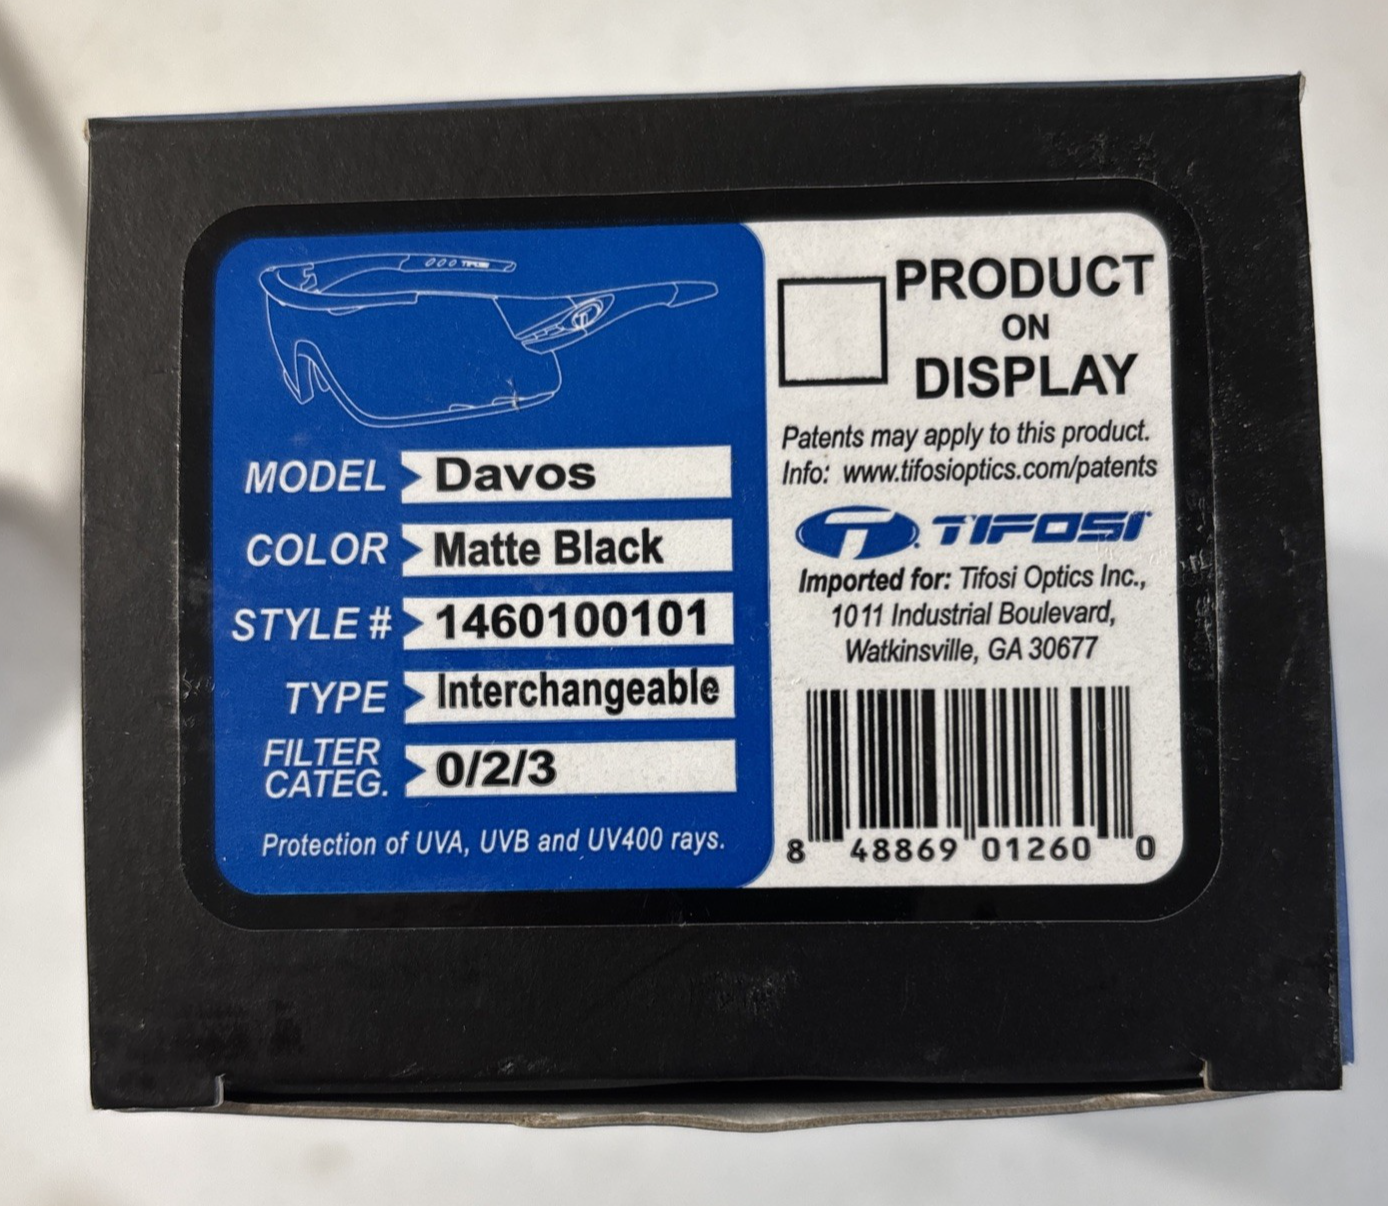 MODEL Davos
COLOR Matte Black
STYLE # 1460100101
TYPE Interchangeable
FILTER
CATEG. 0/2/3
Protection of UVA, UVB and UV400 rays.
PRODUCT
ON
DISPLAY
Patents may apply to this product.
Info: www.tifosioptics.com/patents
TIFOSI
Imported for: Tifosi Optics Inc.,
1011 Industrial Boulevard,
Watkinsville, GA 30677
8 48869 01260 0